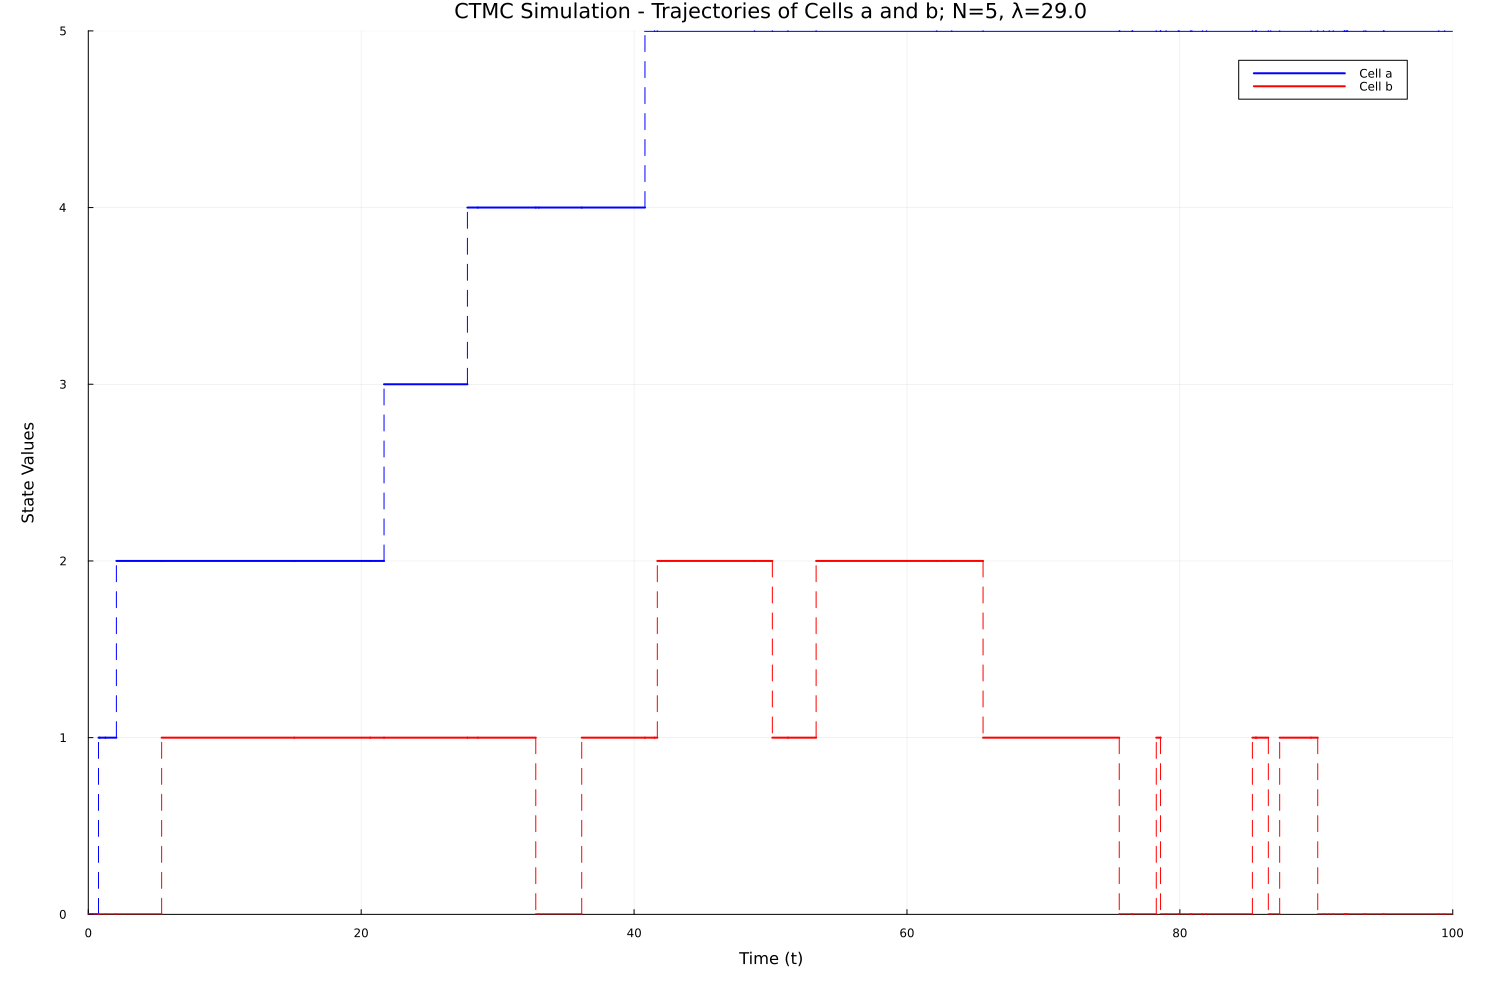 CTMC Simulation - Trajectories of Cells a and b; N=5, λ=29.0
5
Cell a
Cell b
4
3
State Values
2
1
0
0 20 40 60 80 100
Time (t)